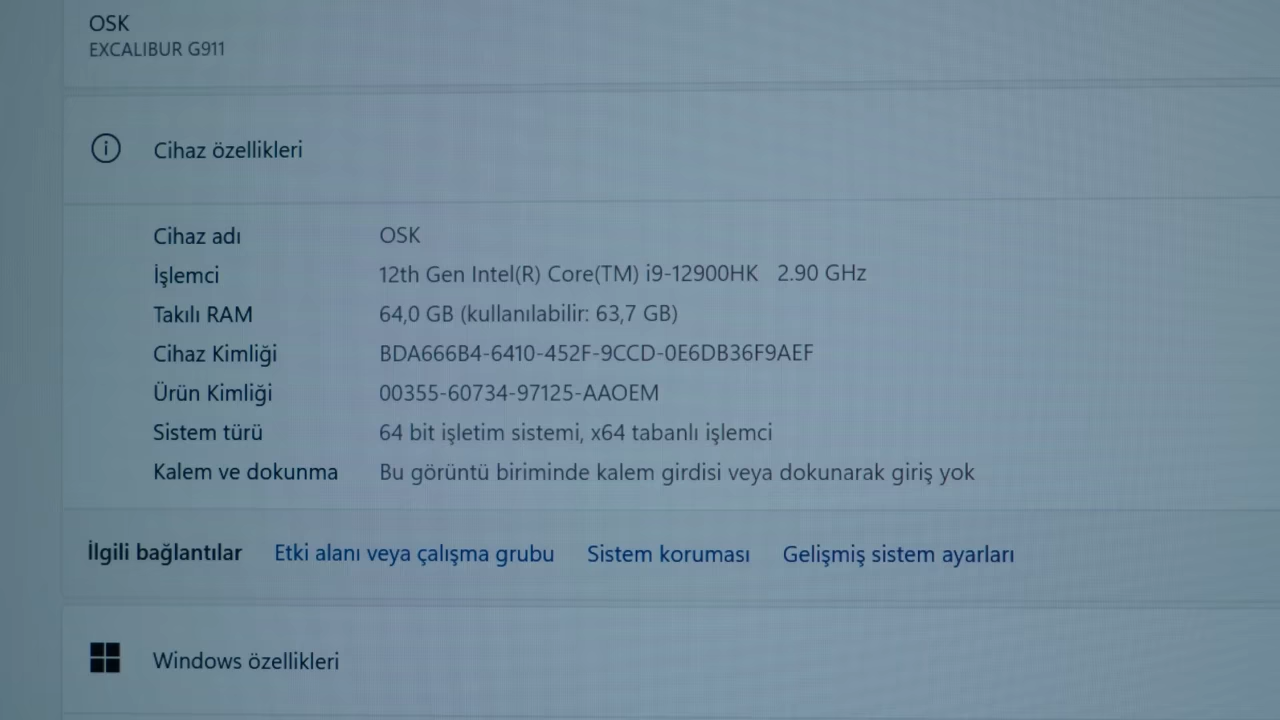 OSK
EXCALIBUR G911
Cihaz özellikleri
Cihaz adı OSK
İşlemci 12th Gen Intel(R) Core(TM) i9-12900HK 2.90 GHz
Takılı RAM 64,0 GB (kullanılabilir: 63,7 GB)
Cihaz Kimliği BDA666B4-6410-452F-9CCD-0E6DB36F9AEF
Ürün Kimliği 00355-60734-97125-AAOEM
Sistem türü 64 bit işletim sistemi, x64 tabanlı işlemci
Kalem ve dokunma Bu görüntü biriminde kalem girdisi veya dokunarak giriş yok
İlgili bağlantılar Etki alanı veya çalışma grubu Sistem koruması Gelişmiş sistem ayarları
Windows özellikleri